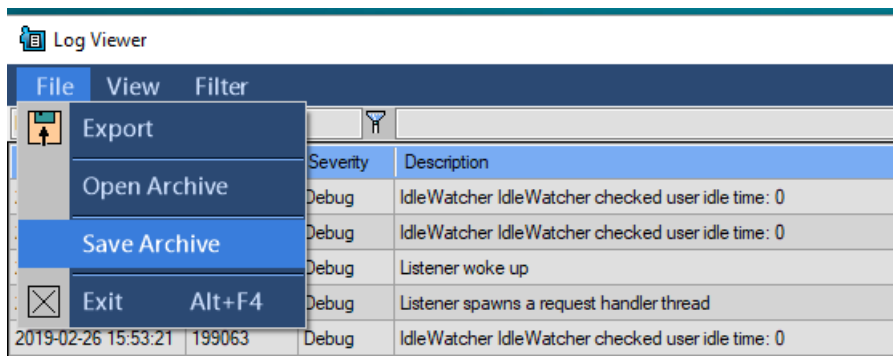 Log Viewer
File View Filter
Export
Severity Description
Open Archive
Debug IdleWatcher IdleWatcher checked user idle time: 0
Save Archive
Debug IdleWatcher IdleWatcher checked user idle time: 0
Debug Listener woke up
Exit Alt+F4
Debug Listener spawns a request handler thread
2019-02-26 15:53:21 199063 Debug IdleWatcher IdleWatcher checked user idle time: 0